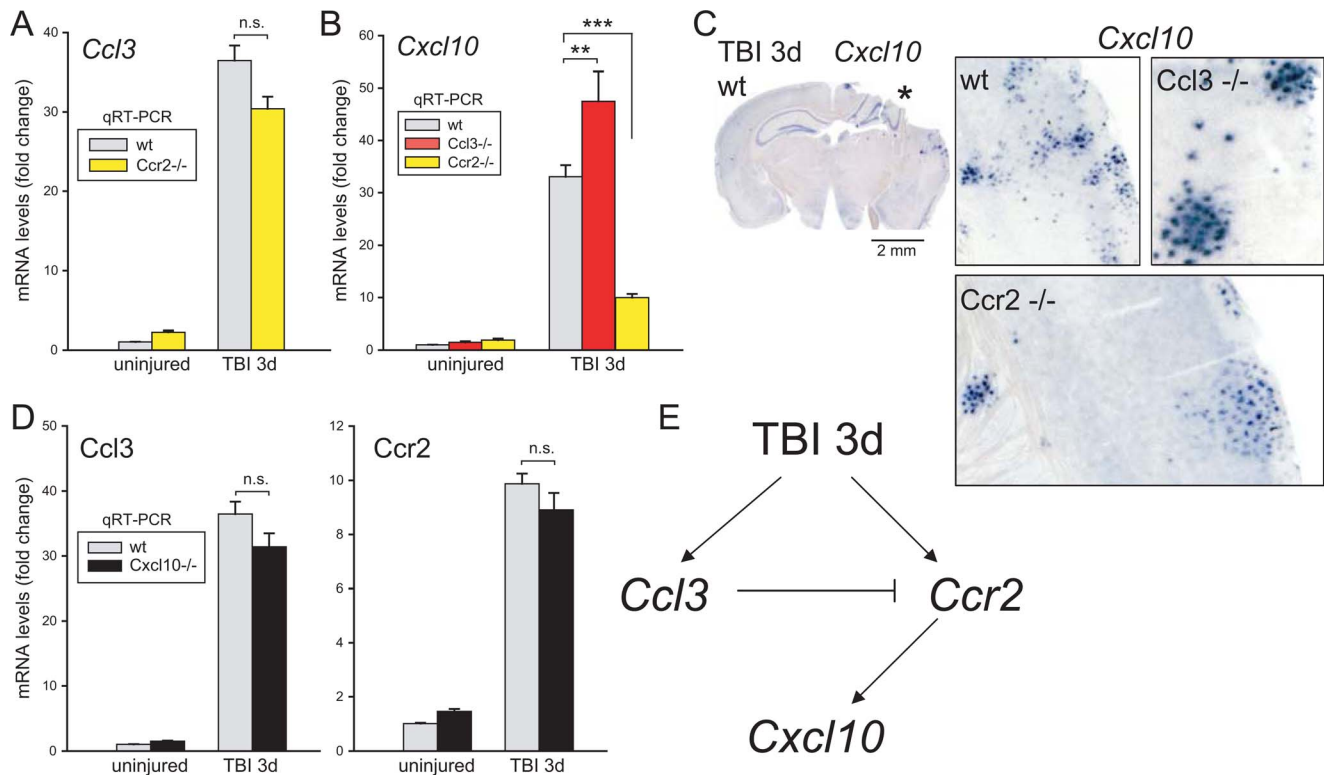 A
Ccl3
n.s.
qRT-PCR
wt
Ccr2-/-
mRNA levels (fold change)
40
30
20
10
0
uninjured
TBI 3d
B
Cxcl10
***
**
qRT-PCR
wt
Ccl3-/-
Ccr2-/-
mRNA levels (fold change)
60
50
40
30
20
10
0
uninjured
TBI 3d
C
TBI 3d
Cxcl10
wt
*
2 mm
Cxcl10
wt
Ccl3 -/-
Ccr2 -/-
D
Ccl3
n.s.
qRT-PCR
wt
Cxcl10-/-
mRNA levels (fold change)
50
40
30
20
10
0
uninjured
TBI 3d
Ccr2
n.s.
12
10
8
6
4
2
0
uninjured
TBI 3d
E
TBI 3d
Ccl3
Ccr2
Cxcl10